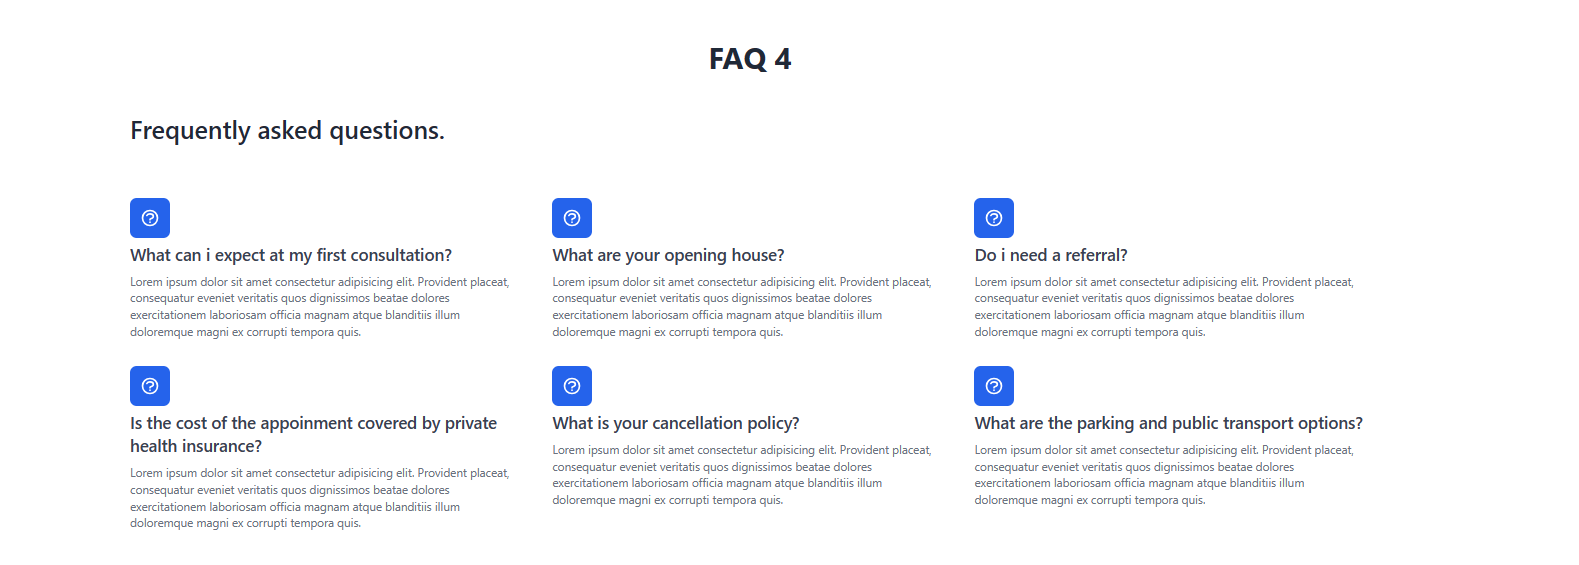 FAQ 4
Frequently asked questions.
What can i expect at my first consultation?
Lorem ipsum dolor sit amet consectetur adipisicing elit. Provident placeat,
consequatur eveniet veritatis quos dignissimos beatae dolores
exercitationem laboriosam officia magnam atque blanditiis illum
doloremque magni ex corrupti tempora quis.
What are your opening house?
Lorem ipsum dolor sit amet consectetur adipisicing elit. Provident placeat,
consequatur eveniet veritatis quos dignissimos beatae dolores
exercitationem laboriosam officia magnam atque blanditiis illum
doloremque magni ex corrupti tempora quis.
Do i need a referral?
Lorem ipsum dolor sit amet consectetur adipisicing elit. Provident placeat,
consequatur eveniet veritatis quos dignissimos beatae dolores
exercitationem laboriosam officia magnam atque blanditiis illum
doloremque magni ex corrupti tempora quis.
Is the cost of the appoinment covered by private
health insurance?
Lorem ipsum dolor sit amet consectetur adipisicing elit. Provident placeat,
consequatur eveniet veritatis quos dignissimos beatae dolores
exercitationem laboriosam officia magnam atque blanditiis illum
doloremque magni ex corrupti tempora quis.
What is your cancellation policy?
Lorem ipsum dolor sit amet consectetur adipisicing elit. Provident placeat,
consequatur eveniet veritatis quos dignissimos beatae dolores
exercitationem laboriosam officia magnam atque blanditiis illum
doloremque magni ex corrupti tempora quis.
What are the parking and public transport options?
Lorem ipsum dolor sit amet consectetur adipisicing elit. Provident placeat,
consequatur eveniet veritatis quos dignissimos beatae dolores
exercitationem laboriosam officia magnam atque blanditiis illum
doloremque magni ex corrupti tempora quis.